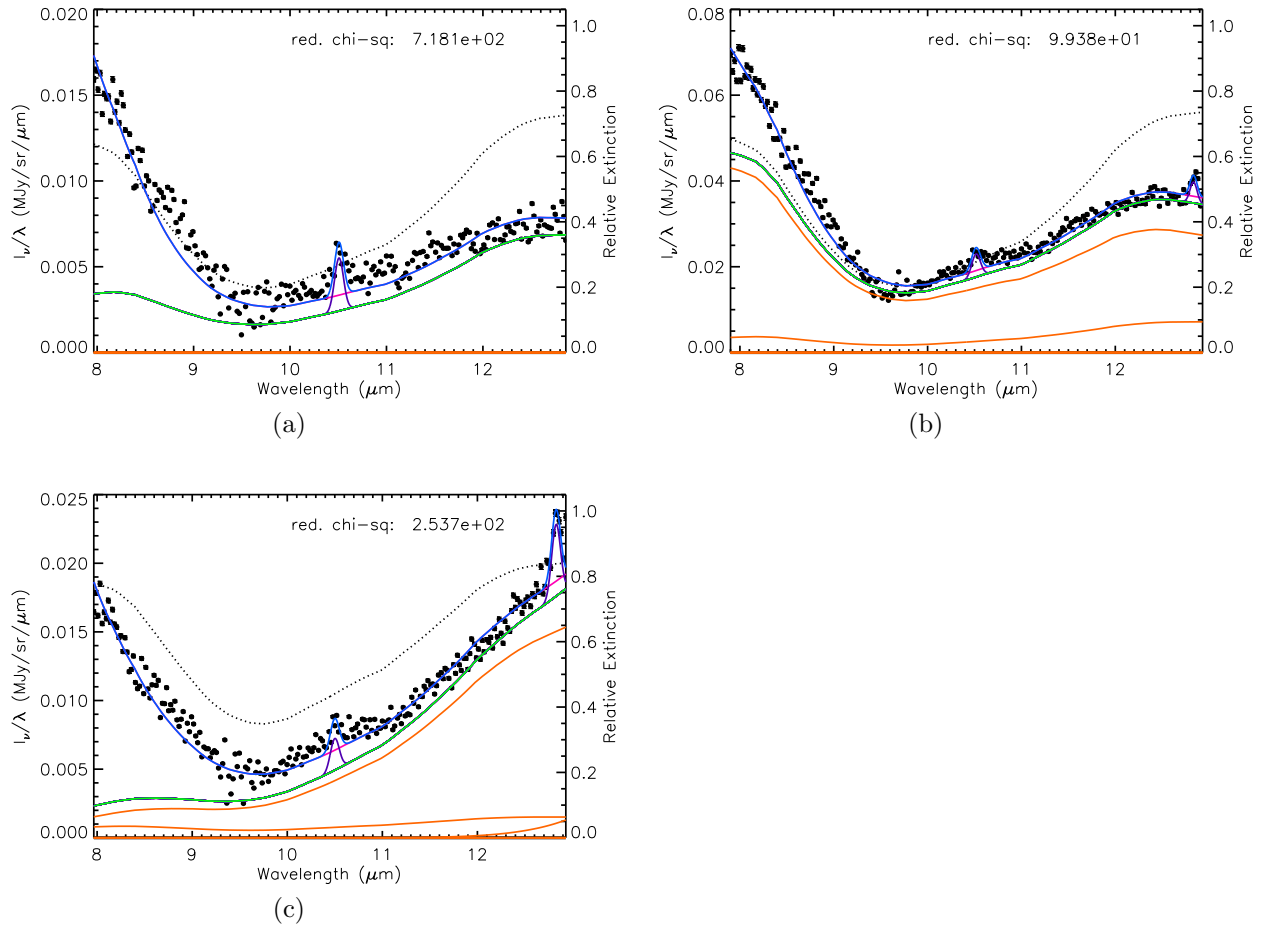 0.020
0.015
0.010
0.005
0.000
I𝜈/λ (MJy/sr/μm)
red. chi-sq: 7.181e+02
1.0
0.8
0.6
0.4
0.2
0.0
Relative Extinction
8 9 10 11 12
Wavelength (μm)
(a)
0.08
0.06
0.04
0.02
0.00
I𝜈/λ (MJy/sr/μm)
red. chi-sq: 9.938e+01
1.0
0.8
0.6
0.4
0.2
0.0
Relative Extinction
8 9 10 11 12
Wavelength (μm)
(b)
0.025
0.020
0.015
0.010
0.005
0.000
I𝜈/λ (MJy/sr/μm)
red. chi-sq: 2.537e+02
1.0
0.8
0.6
0.4
0.2
0.0
Relative Extinction
8 9 10 11 12
Wavelength (μm)
(c)